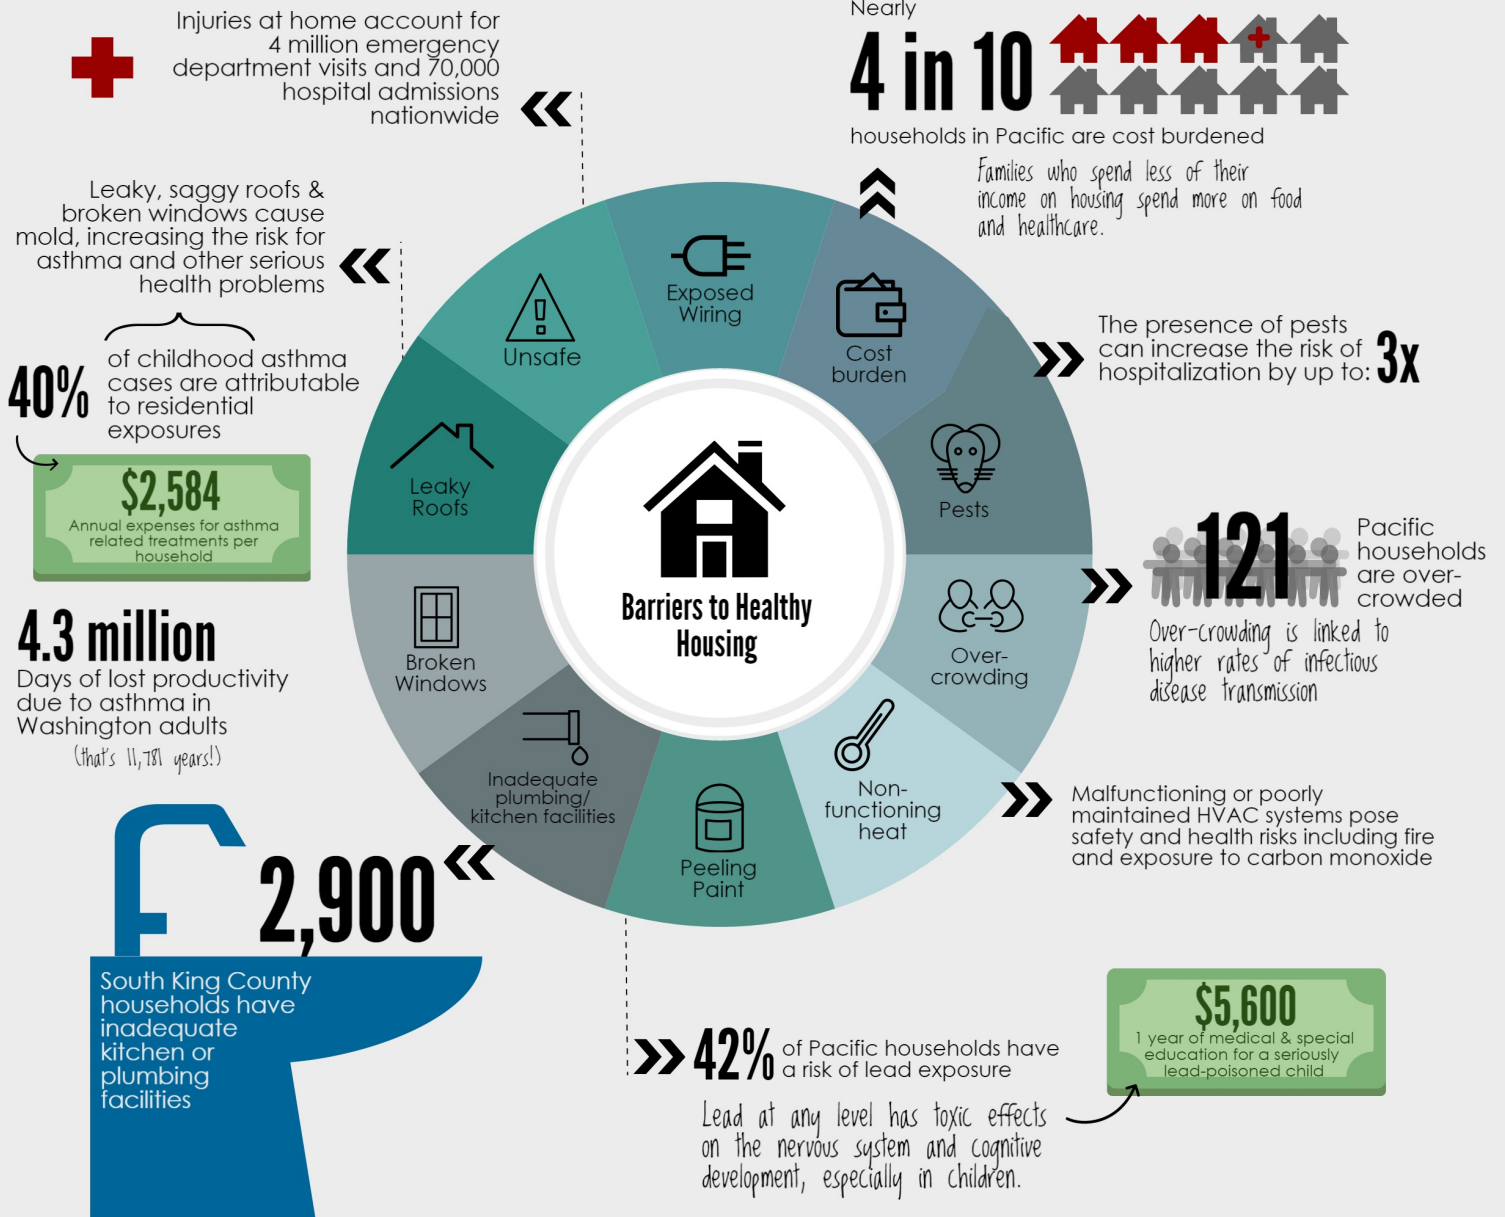 Injuries at home account for
4 million emergency
department visits and 70,000
hospital admissions
nationwide
Nearly
4 in 10
households in Pacific are cost burdened
Families who spend less of their
income on housing spend more on food
and healthcare.
Leaky, saggy roofs &
broken windows cause
mold, increasing the risk for
asthma and other serious
health problems
40%
of childhood asthma
cases are attributable
to residential
exposures
$2,584
Annual expenses for asthma
related treatments per
household
4.3 million
Days of lost productivity
due to asthma in
Washington adults
(that's 11,781 years!)
Exposed
Wiring
Unsafe
Cost
burden
Leaky
Roofs
Pests
Barriers to Healthy
Housing
Broken
Windows
Over-
crowding
Inadequate
plumbing/
kitchen facilities
Non-
functioning
heat
Peeling
Paint
The presence of pests
can increase the risk of
hospitalization by up to: 3x
121
Pacific
households
are over-
crowded
Over-crowding is linked to
higher rates of infectious
disease transmission
Malfunctioning or poorly
maintained HVAC systems pose
safety and health risks including fire
and exposure to carbon monoxide
2,900
South King County
households have
inadequate
kitchen or
plumbing
facilities
42%
of Pacific households have
a risk of lead exposure
Lead at any level has toxic effects
on the nervous system and cognitive
development, especially in children.
$5,600
1 year of medical & special
education for a seriously
lead-poisoned child